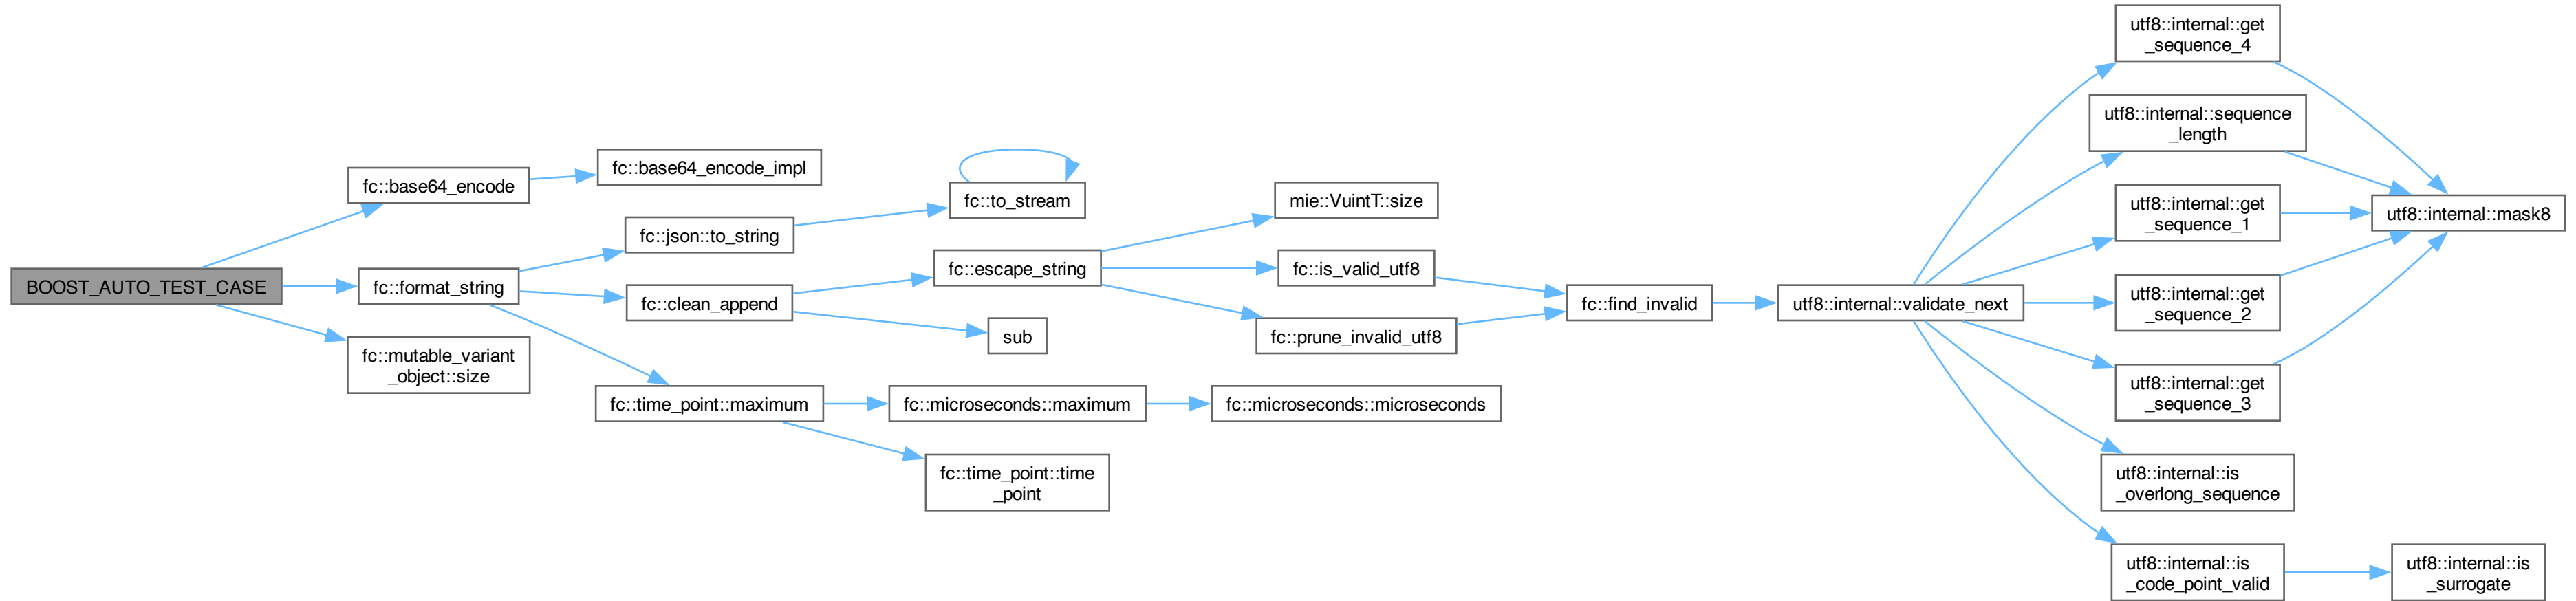 BOOST_AUTO_TEST_CASE
fc::base64_encode
fc::base64_encode_impl
fc::format_string
fc::json::to_string
fc::to_stream
fc::clean_append
fc::escape_string
mie::VuintT::size
fc::is_valid_utf8
fc::find_invalid
utf8::internal::validate_next
utf8::internal::get
_sequence_4
utf8::internal::mask8
utf8::internal::sequence
_length
utf8::internal::get
_sequence_1
utf8::internal::get
_sequence_2
utf8::internal::get
_sequence_3
utf8::internal::is
_overlong_sequence
utf8::internal::is
_code_point_valid
utf8::internal::is
_surrogate
fc::prune_invalid_utf8
sub
fc::time_point::maximum
fc::microseconds::maximum
fc::microseconds::microseconds
fc::time_point::time
_point
fc::mutable_variant
_object::size